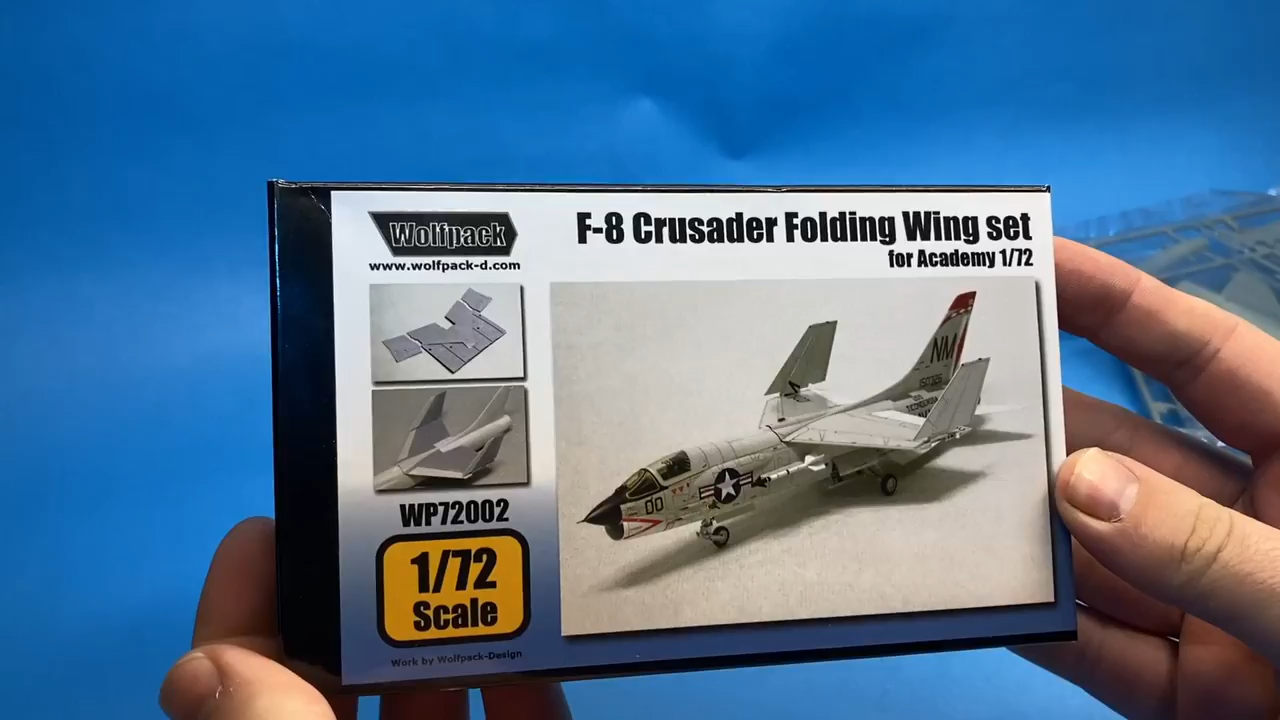 Wolfpack
www.wolfpack-d.com
F-8 Crusader Folding Wing set
for Academy 1/72
NM
00
WP72002
1/72
Scale
Work by Wolfpack-Design